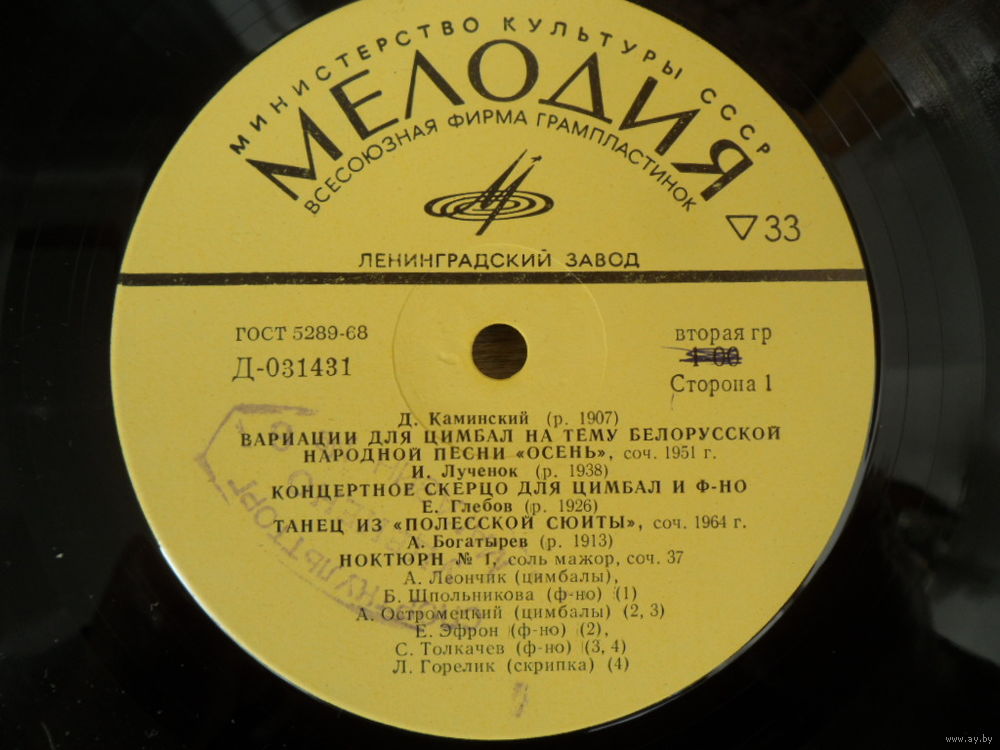 МИНИСТЕРСТВО КУЛЬТУРЫ СССР
МЕЛОДИЯ
ВСЕСОЮЗНАЯ ФИРМА ГРАМПЛАСТИНОК
33
ЛЕНИНГРАДСКИЙ ЗАВОД
ГОСТ 5289-68
вторая гр
Д-031431
1-00
Сторона 1
Д. Каминский (р. 1907)
ВАРИАЦИИ ДЛЯ ЦИМБАЛ НА ТЕМУ БЕЛОРУССКОЙ
НАРОДНОЙ ПЕСНИ «ОСЕНЬ», соч. 1951 г.
И. Лученок (р. 1938)
КОНЦЕРТНОЕ СКЕРЦО ДЛЯ ЦИМБАЛ И Ф-НО
Е. Глебов (р. 1926)
ТАНЕЦ ИЗ «ПОЛЕССКОЙ СЮИТЫ», соч. 1964 г.
А. Богатырев (р. 1913)
НОКТЮРН № 1, соль мажор, соч. 37
А. Леончик (цимбалы),
Б. Шпольникова (ф-но) (1)
А. Остромецкий (цимбалы) (2, 3)
Е. Эфрон (ф-но) (2),
С. Толкачев (ф-но) (3, 4)
Л. Горелик (скрипка) (4)
www.ay.by